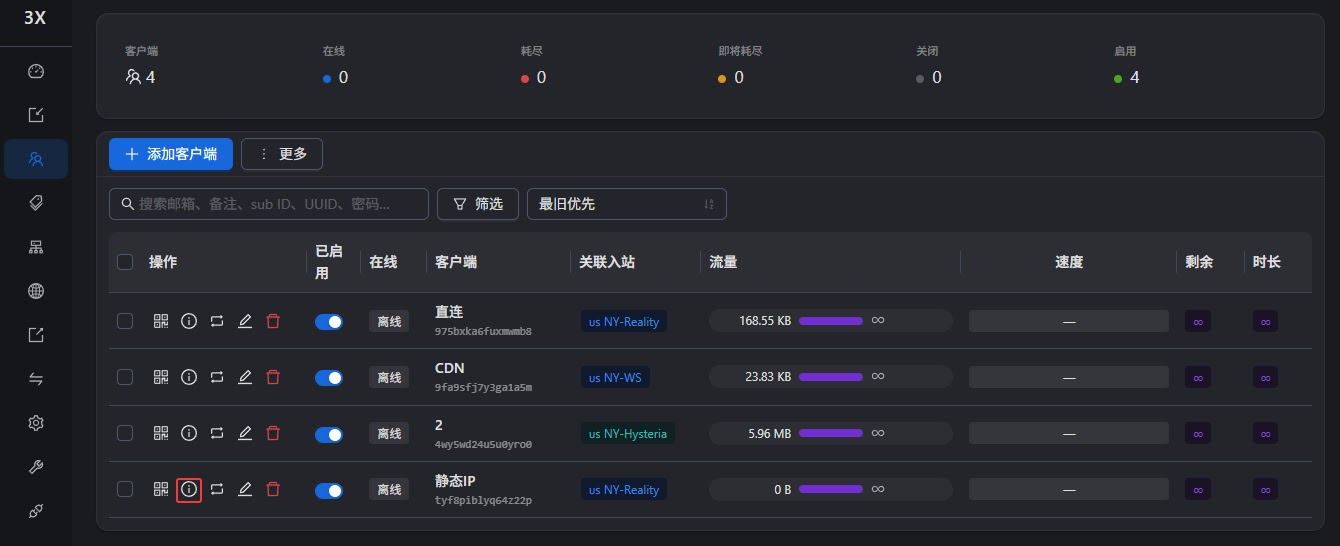 3X
客户端 在线 耗尽 即将耗尽 关闭 启用
4 0 0 0 0 4
添加客户端 更多
搜索邮箱、备注、sub ID、UUID、密码... 筛选 最旧优先
操作 已启用 在线 客户端 关联入站 流量 速度 剩余 时长
离线 直连 us NY-Reality 168.55 KB ∞ — ∞ ∞
975bxka6fuxmwmb8
离线 CDN us NY-WS 23.83 KB ∞ — ∞ ∞
9fa9sfj7y3ga1a5m
离线 2 us NY-Hysteria 5.96 MB ∞ — ∞ ∞
4wy5wd24u5u0yro0
离线 静态IP us NY-Reality 0 B ∞ — ∞ ∞
tyf8piblyq64z22p